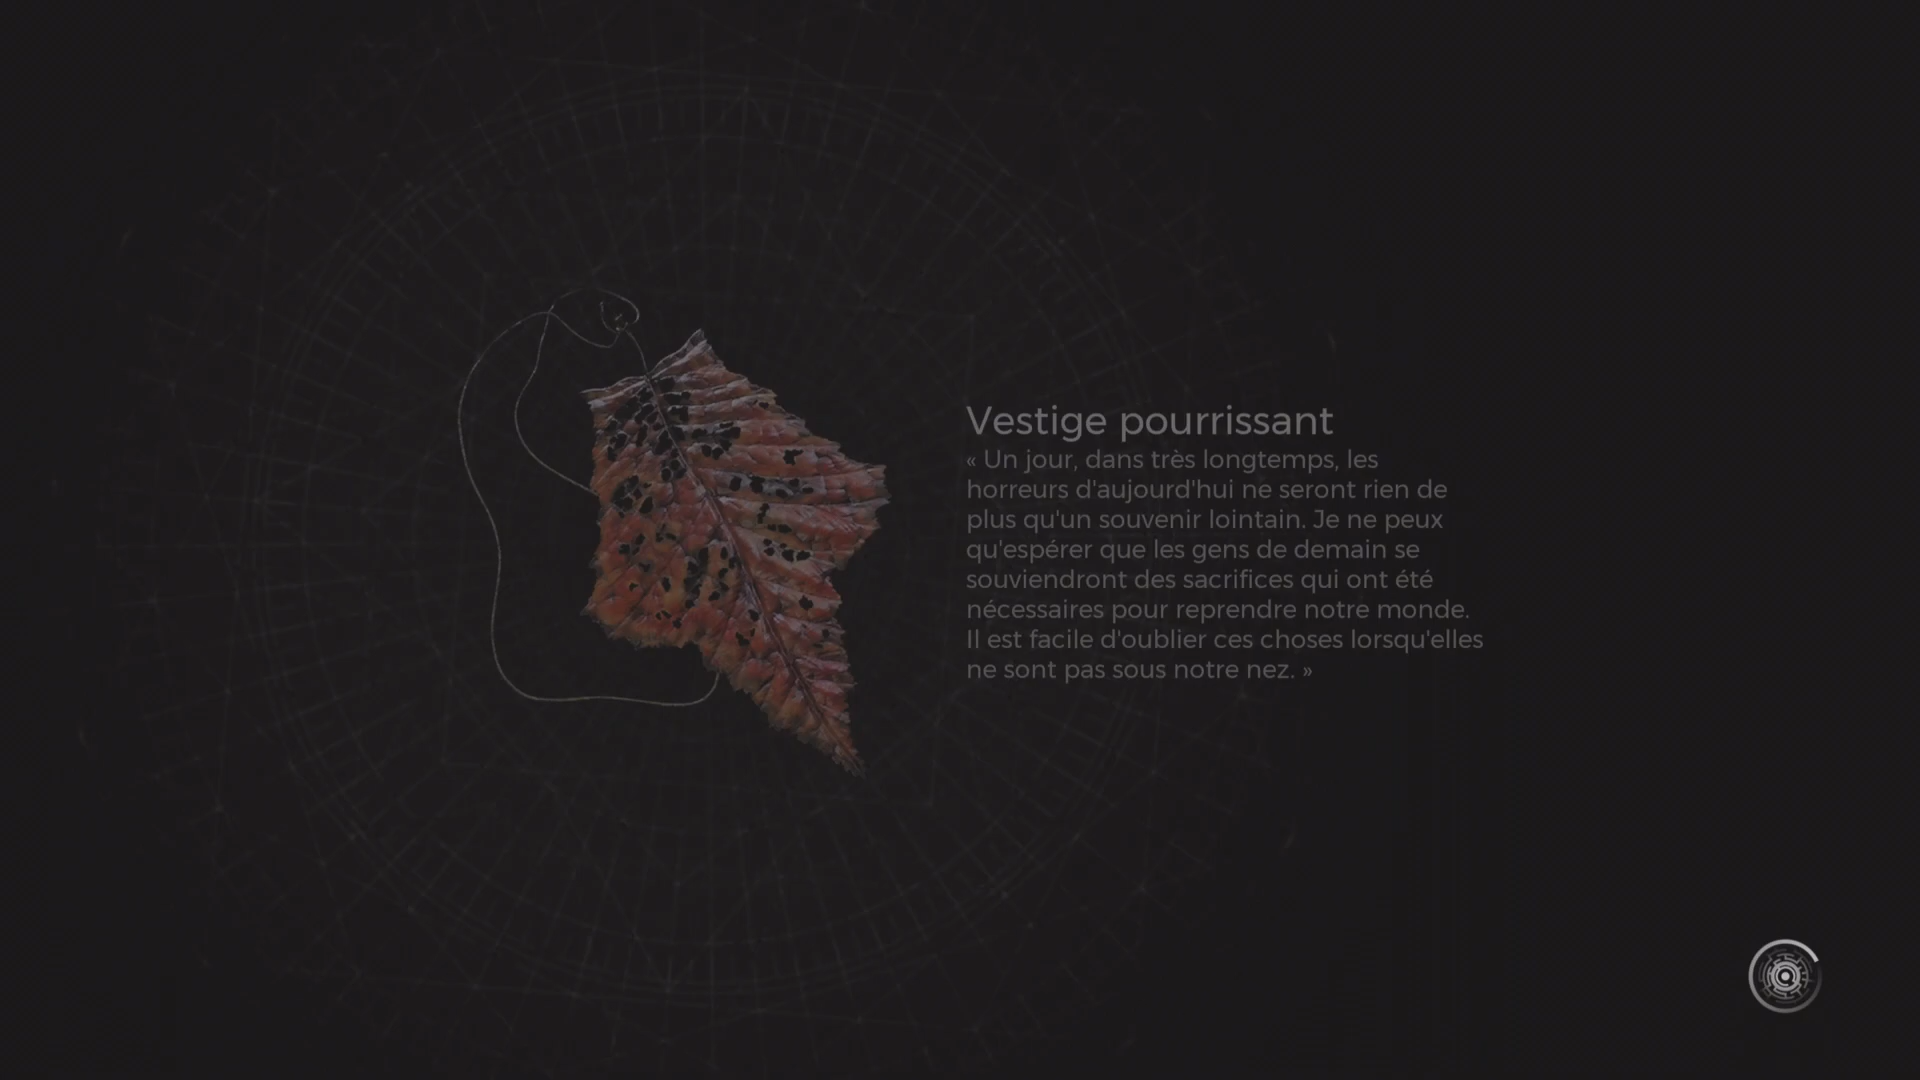 Vestige pourrissant
« Un jour, dans très longtemps, les
horreurs d'aujourd'hui ne seront rien de
plus qu'un souvenir lointain. Je ne peux
qu'espérer que les gens de demain se
souviendront des sacrifices qui ont été
nécessaires pour reprendre notre monde.
Il est facile d'oublier ces choses lorsqu'elles
ne sont pas sous notre nez. »